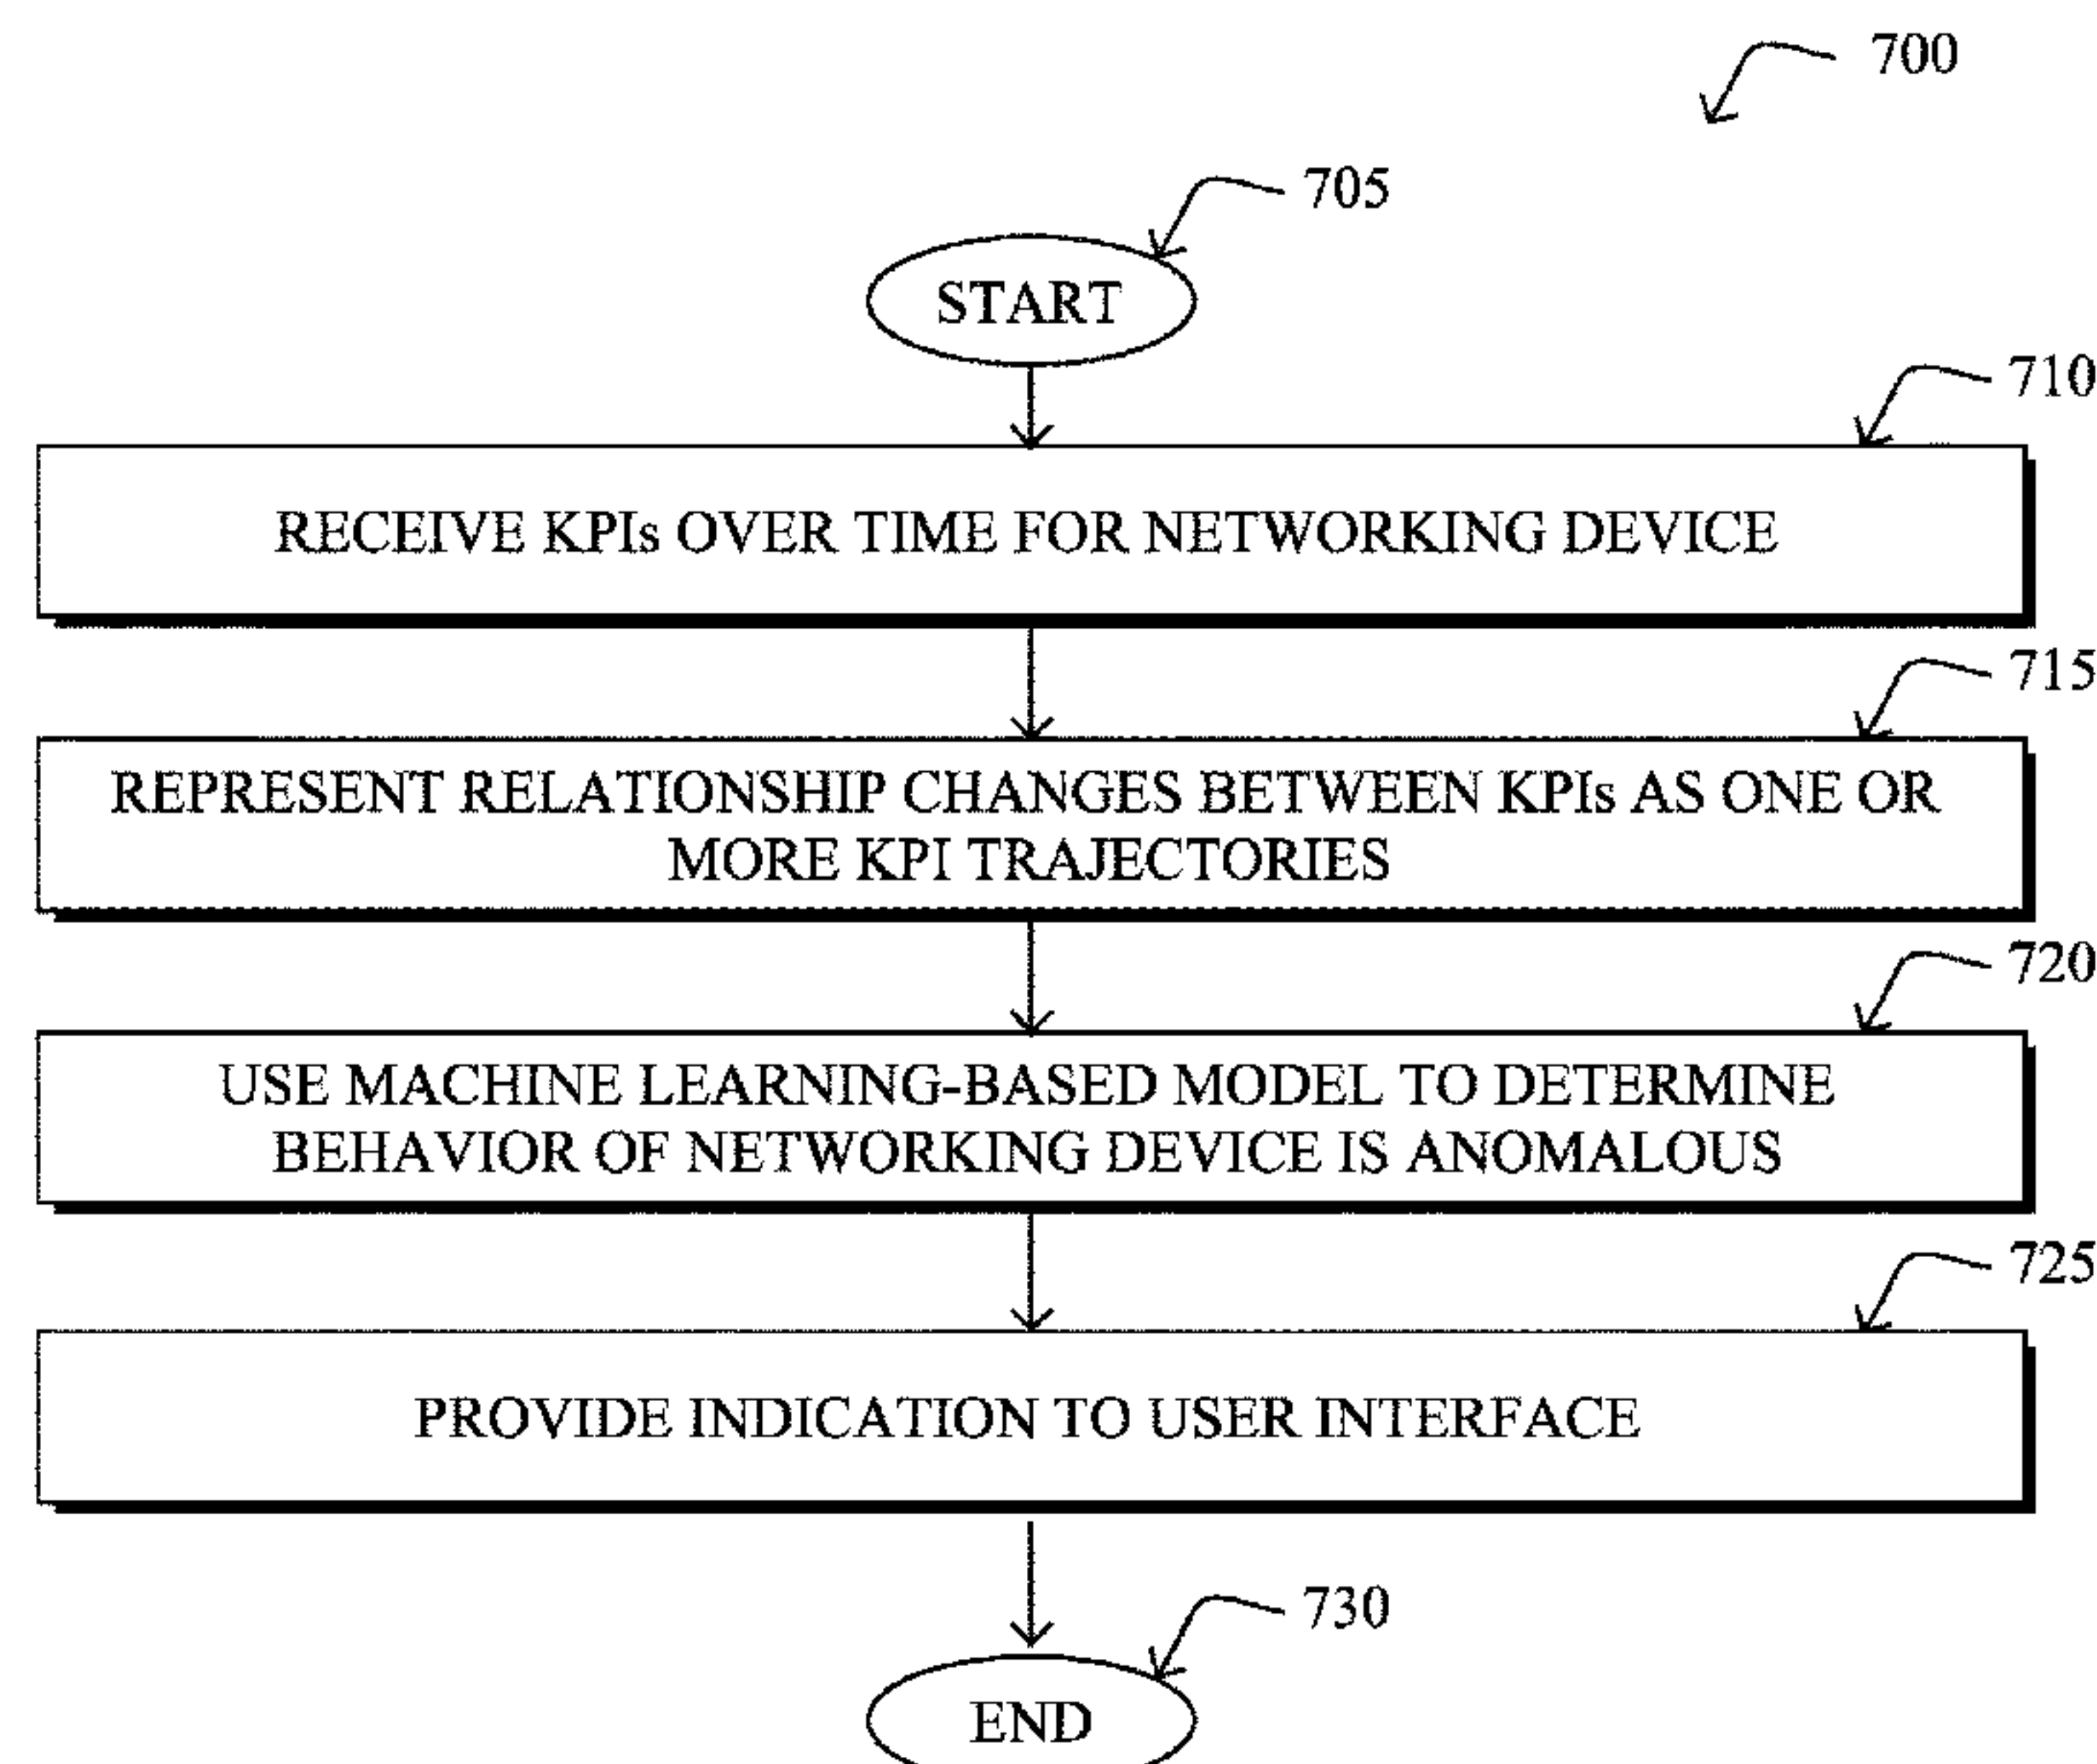 700
705
START
710
RECEIVE KPIs OVER TIME FOR NETWORKING DEVICE
715
REPRESENT RELATIONSHIP CHANGES BETWEEN KPIs AS ONE OR
MORE KPI TRAJECTORIES
720
USE MACHINE LEARNING-BASED MODEL TO DETERMINE
BEHAVIOR OF NETWORKING DEVICE IS ANOMALOUS
725
PROVIDE INDICATION TO USER INTERFACE
730
END